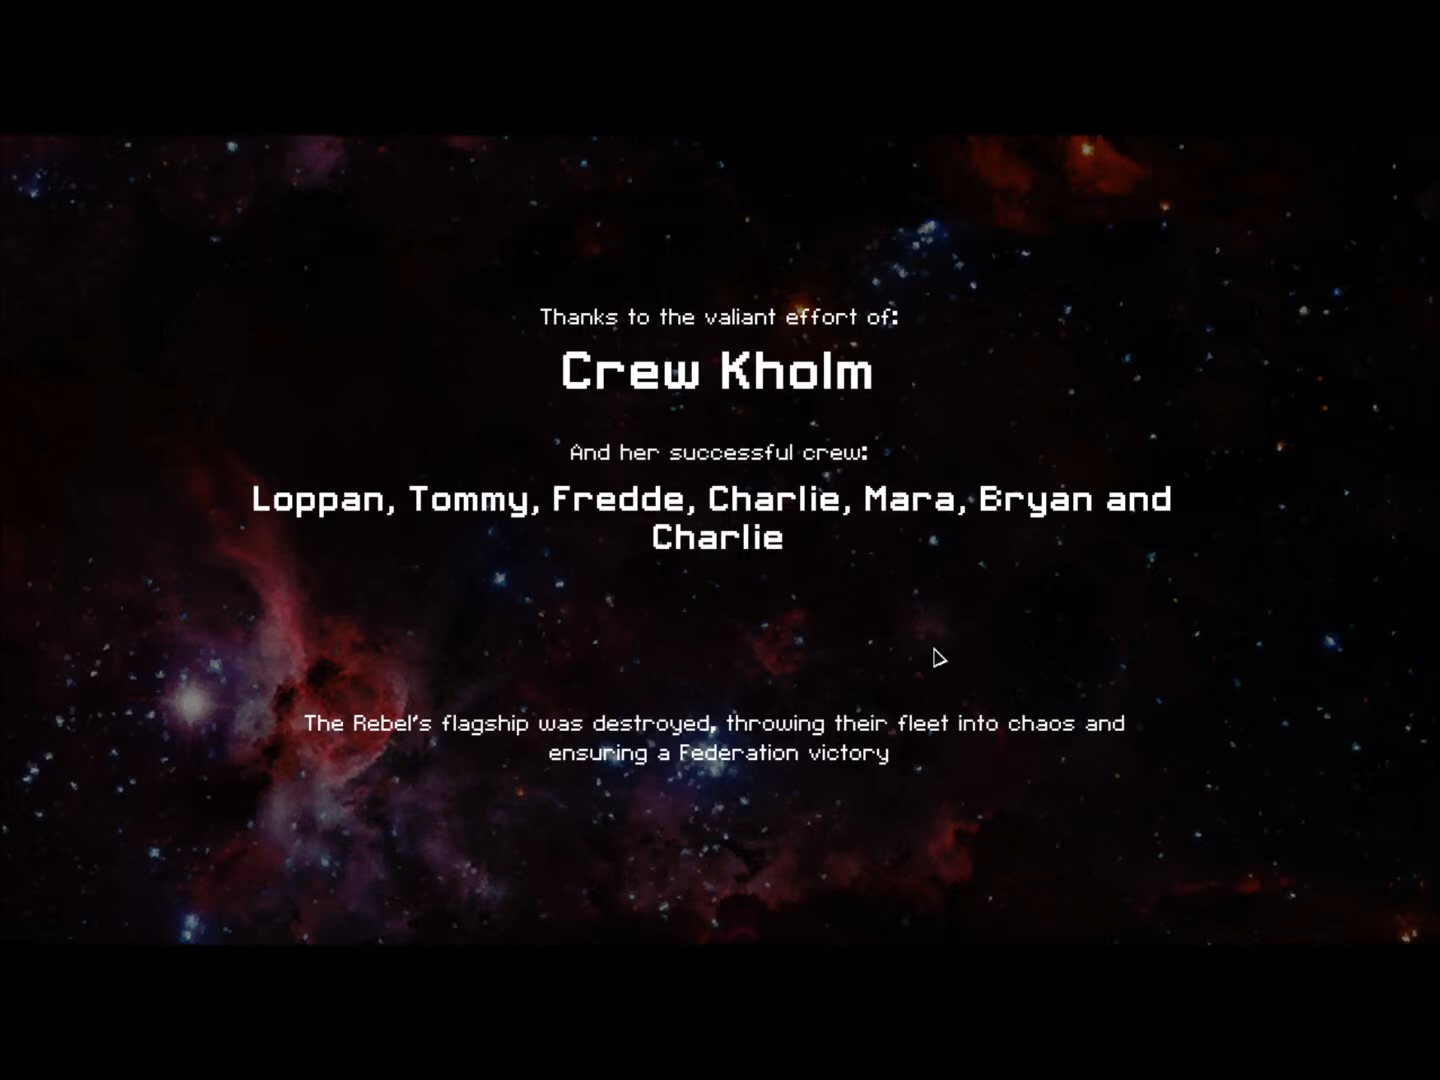 Thanks to the valiant effort of:
Crew Kholm
And her successful crew:
Loppan, Tommy, Fredde, Charlie, Mara, Bryan and
Charlie
The Rebel's flagship was destroyed, throwing their fleet into chaos and
ensuring a Federation victory